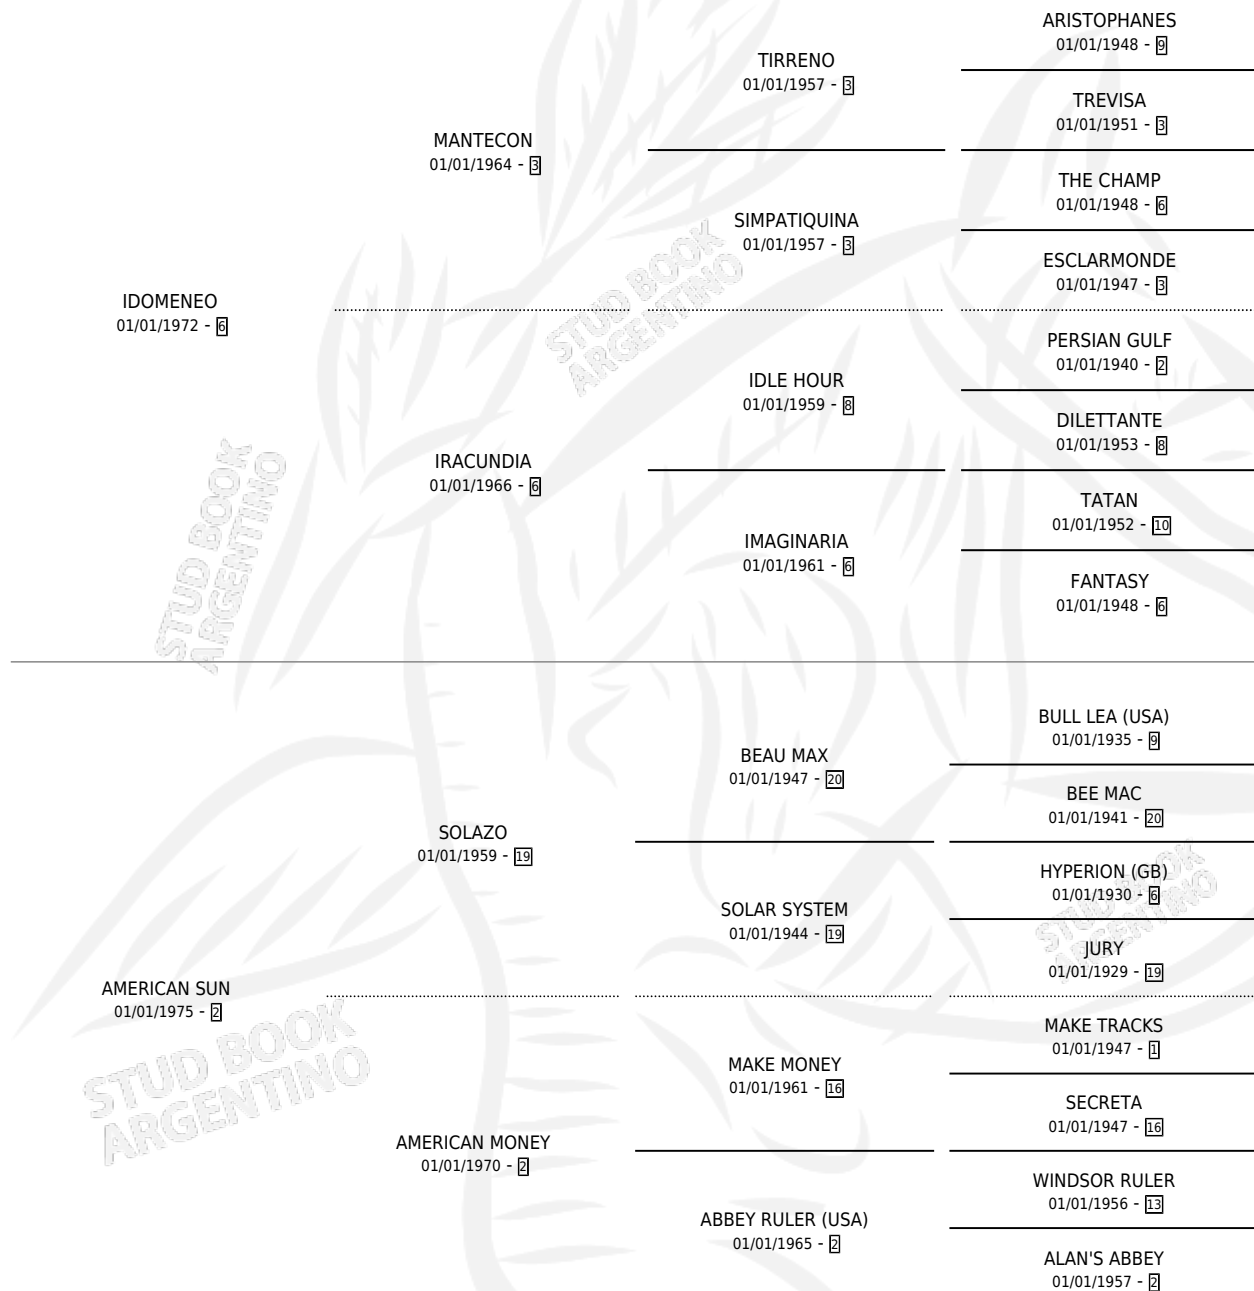 ARISTOPHANES
01/01/1948 - 9
TIRRENO
01/01/1957 - 3
TREVISA
01/01/1951 - 3
MANTECON
01/01/1964 - 3
THE CHAMP
01/01/1948 - 6
SIMPATIQUINA
01/01/1957 - 3
ESCLARMONDE
01/01/1947 - 3
IDOMENEO
01/01/1972 - 6
PERSIAN GULF
01/01/1940 - 2
IDLE HOUR
01/01/1959 - 8
DILETTANTE
01/01/1953 - 8
IRACUNDIA
01/01/1966 - 6
TATAN
01/01/1952 - 10
IMAGINARIA
01/01/1961 - 6
FANTASY
01/01/1948 - 6
BULL LEA (USA)
01/01/1935 - 9
BEAU MAX
01/01/1947 - 20
BEE MAC
01/01/1941 - 20
SOLAZO
01/01/1959 - 19
HYPERION (GB)
01/01/1930 - 6
SOLAR SYSTEM
01/01/1944 - 19
JURY
01/01/1929 - 19
AMERICAN SUN
01/01/1975 - 2
MAKE TRACKS
01/01/1947 - 1
MAKE MONEY
01/01/1961 - 16
SECRETA
01/01/1947 - 16
AMERICAN MONEY
01/01/1970 - 2
WINDSOR RULER
01/01/1956 - 13
ABBEY RULER (USA)
01/01/1965 - 2
ALAN'S ABBEY
01/01/1957 - 2
STUD BOOK
ARGENTINO
STUD BOOK
ARGENTINO
STUD BOOK
ARGENTINO
STUD BOOK
ARGENTINO